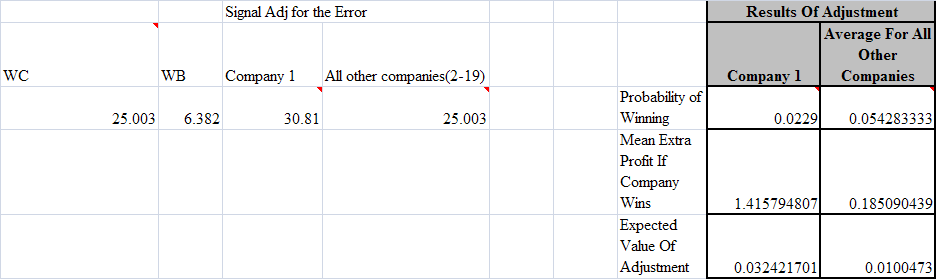 Signal Adj for the Error
Results Of Adjustment
WC
WB
Company 1
All other companies(2-19)
Company 1
Average For All
Other
Companies
25.003
6.382
30.81
25.003
Probability of
Winning
0.0229
0.054283333
Mean Extra
Profit If
Company
Wins
1.415794807
0.185090439
Expected
Value Of
Adjustment
0.032421701
0.0100473